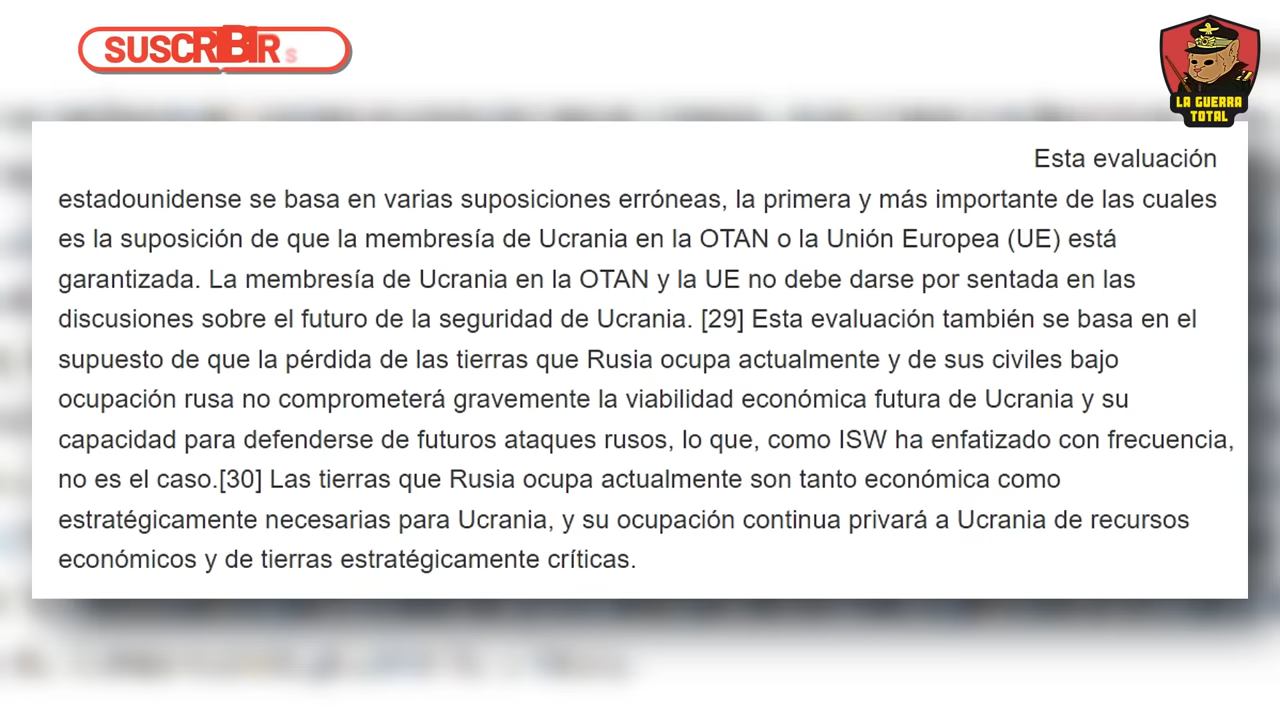 SUSCRIBIR s
LA GUERRA
TOTAL
Esta evaluación
estadounidense se basa en varias suposiciones erróneas, la primera y más importante de las cuales
es la suposición de que la membresía de Ucrania en la OTAN o la Unión Europea (UE) está
garantizada. La membresía de Ucrania en la OTAN y la UE no debe darse por sentada en las
discusiones sobre el futuro de la seguridad de Ucrania. [29] Esta evaluación también se basa en el
supuesto de que la pérdida de las tierras que Rusia ocupa actualmente y de sus civiles bajo
ocupación rusa no comprometerá gravemente la viabilidad económica futura de Ucrania y su
capacidad para defenderse de futuros ataques rusos, lo que, como ISW ha enfatizado con frecuencia,
no es el caso.[30] Las tierras que Rusia ocupa actualmente son tanto económica como
estratégicamente necesarias para Ucrania, y su ocupación continua privará a Ucrania de recursos
económicos y de tierras estratégicamente críticas.